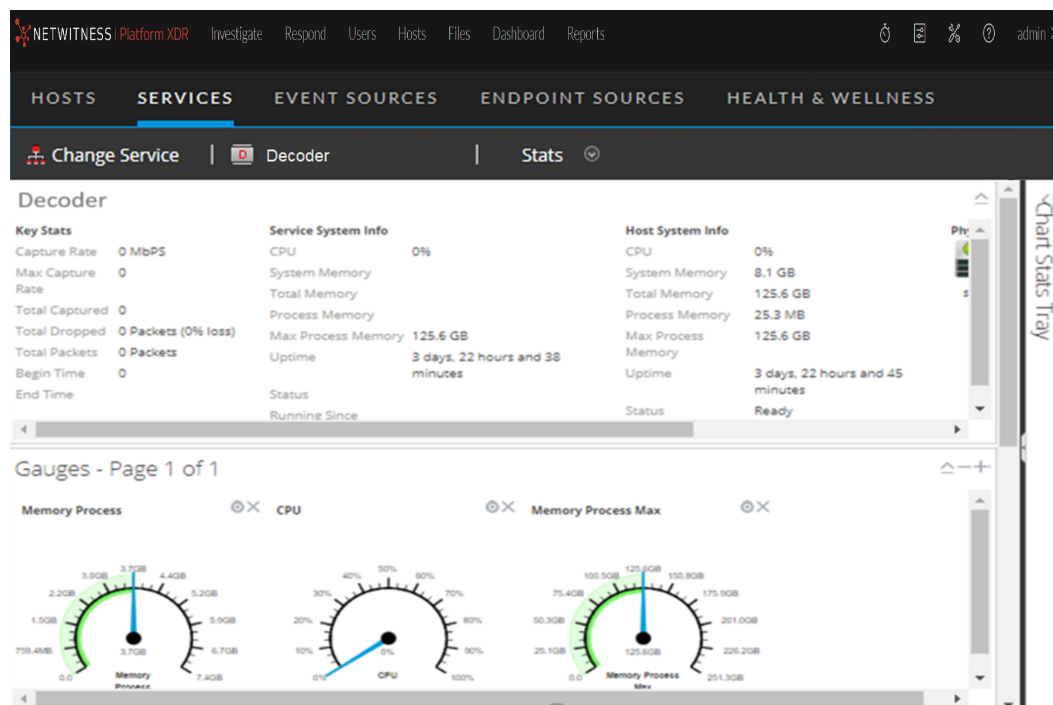 NETWITNESS | Platform XDR Investigate Respond Users Hosts Files Dashboard Reports admin
HOSTS SERVICES EVENT SOURCES ENDPOINT SOURCES HEALTH & WELLNESS
Change Service | D Decoder | Stats
Decoder
Key Stats
Capture Rate 0 MbPS
Max Capture Rate 0
Total Captured 0
Total Dropped 0 Packets (0% loss)
Total Packets 0 Packets
Begin Time 0
End Time
Service System Info
CPU 0%
System Memory
Total Memory
Process Memory
Max Process Memory 125.6 GB
Uptime 3 days, 22 hours and 38
minutes
Status
Running Since
Host System Info
CPU 0%
System Memory 8.1 GB
Total Memory 125.6 GB
Process Memory 25.3 MB
Max Process Memory 125.6 GB
Uptime 3 days, 22 hours and 45
minutes
Status Ready
Phy
s
Chart Stats Tray
Gauges - Page 1 of 1
Memory Process
0.0 759.4MB 1.5GB 2.2GB 3.0GB 3.7GB 4.4GB 5.2GB 5.9GB 6.7GB 7.4GB
3.7GB
Memory
Process
CPU
0% 10% 20% 30% 40% 50% 60% 70% 80% 90% 100%
0%
CPU
Memory Process Max
0.0 25.1GB 50.3GB 75.4GB 100.5GB 125.6GB 150.8GB 175.9GB 201.0GB 226.2GB 251.3GB
125.6GB
Memory Process
Max